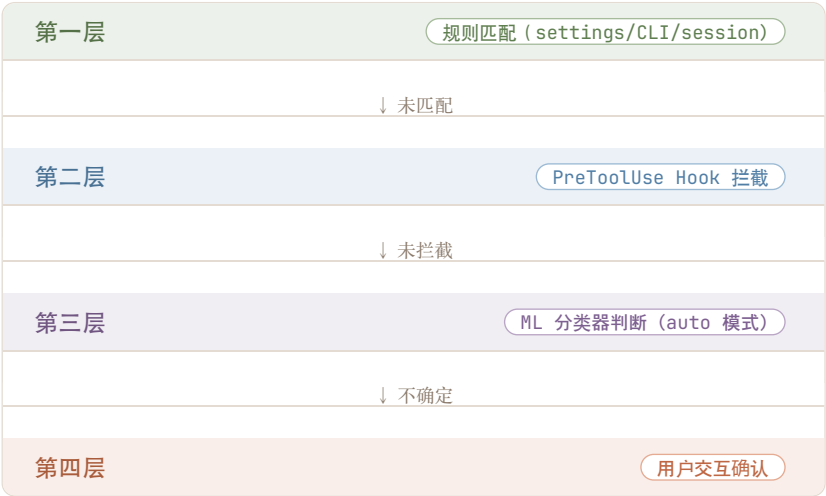 第一层
规则匹配（settings/CLI/session）
↓ 未匹配
第二层
PreToolUse Hook 拦截
↓ 未拦截
第三层
ML 分类器判断（auto 模式）
↓ 不确定
第四层
用户交互确认